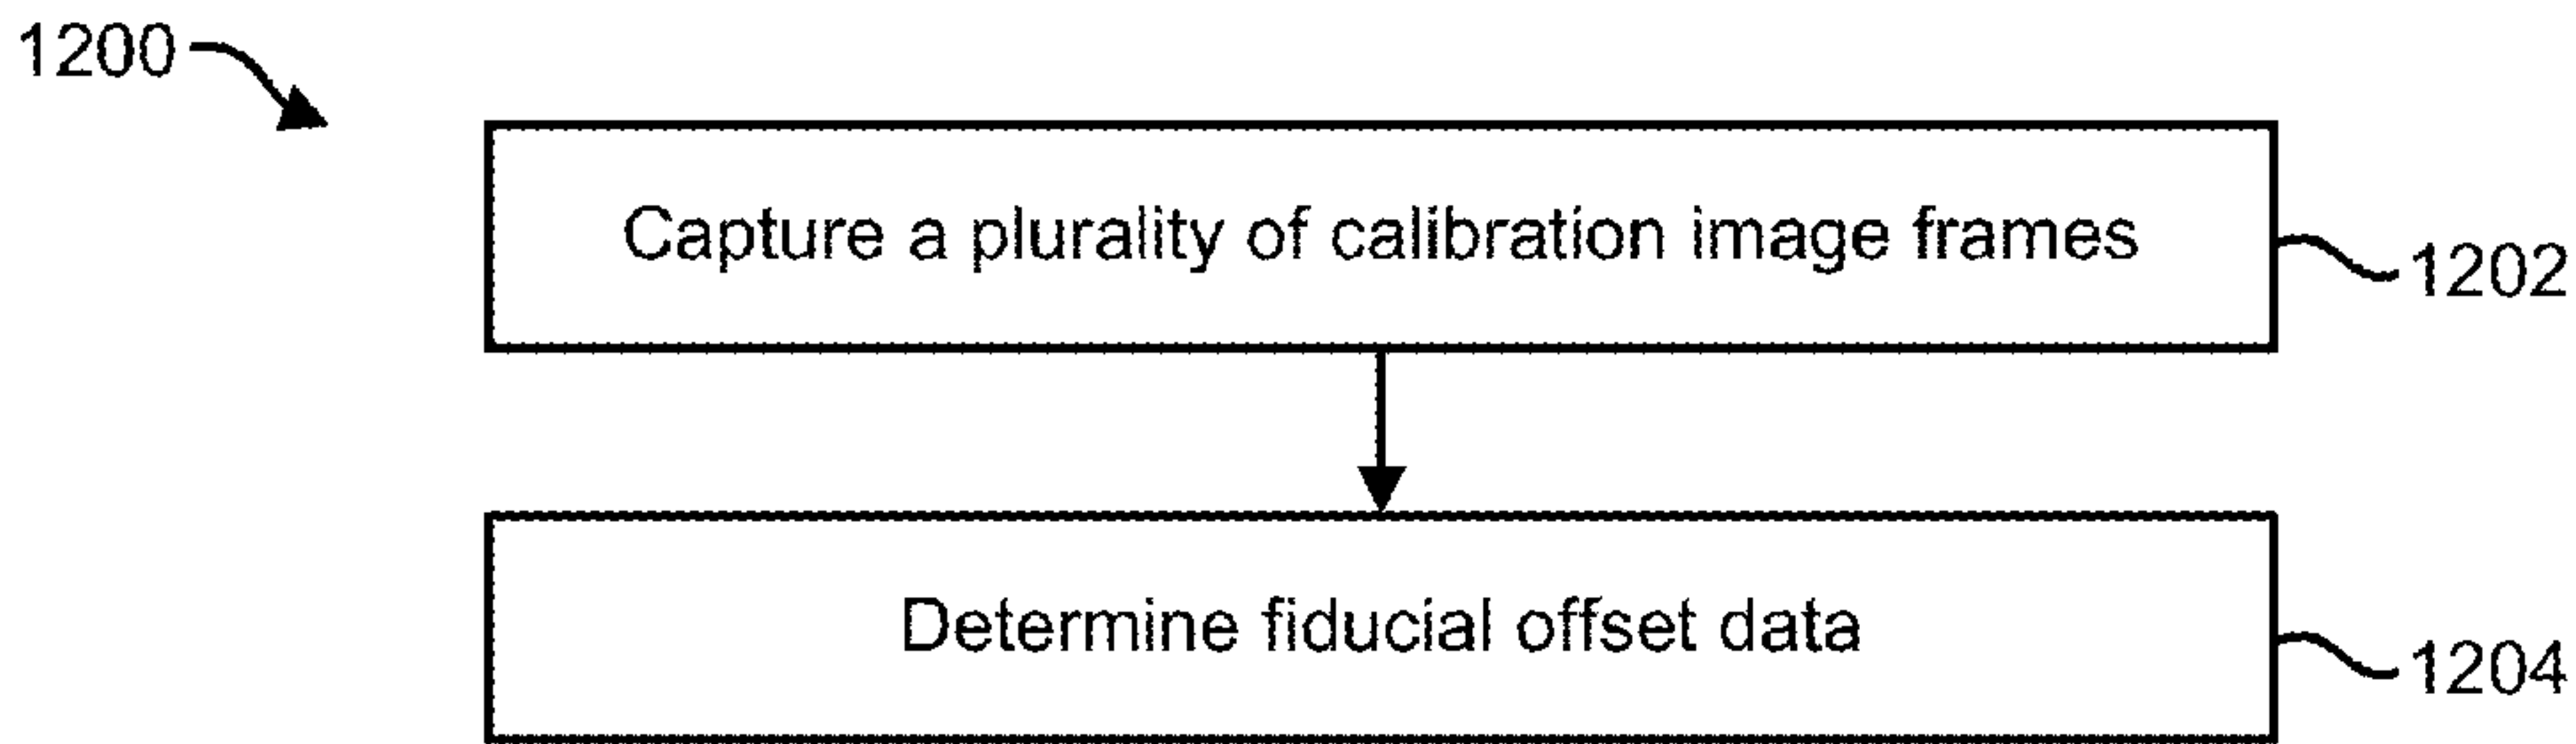 1200
Capture a plurality of calibration image frames
1202
Determine fiducial offset data
1204